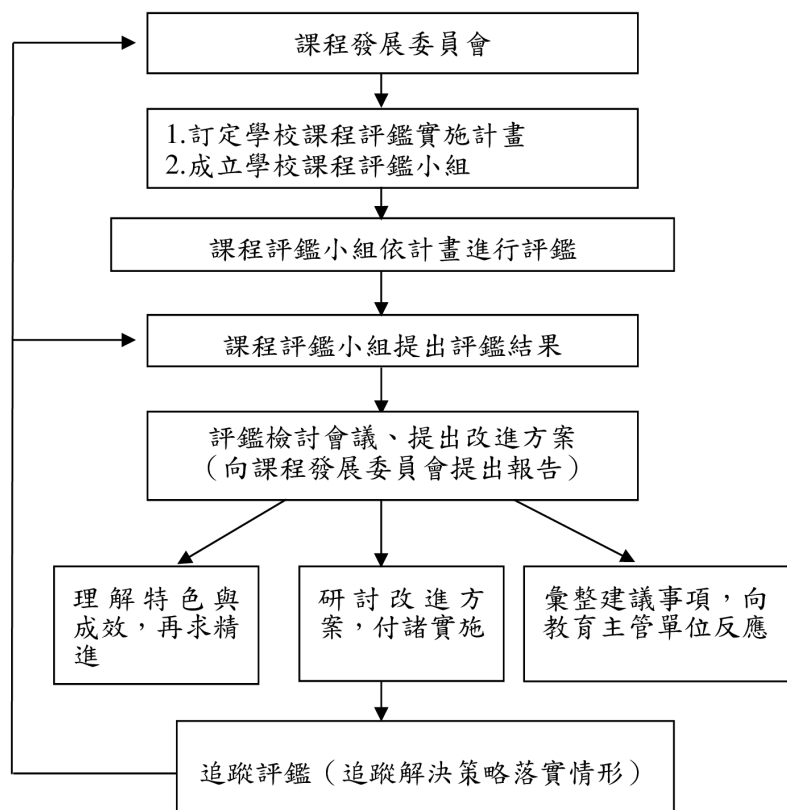 課程發展委員會
1.訂定學校課程評鑑實施計畫
2.成立學校課程評鑑小組
課程評鑑小組依計畫進行評鑑
課程評鑑小組提出評鑑結果
評鑑檢討會議、提出改進方案
（向課程發展委員會提出報告）
理解特色與
成效，再求精
進
研討改進方
案，付諸實施
彙整建議事項，向
教育主管單位反應
追蹤評鑑（追蹤解決策略落實情形）